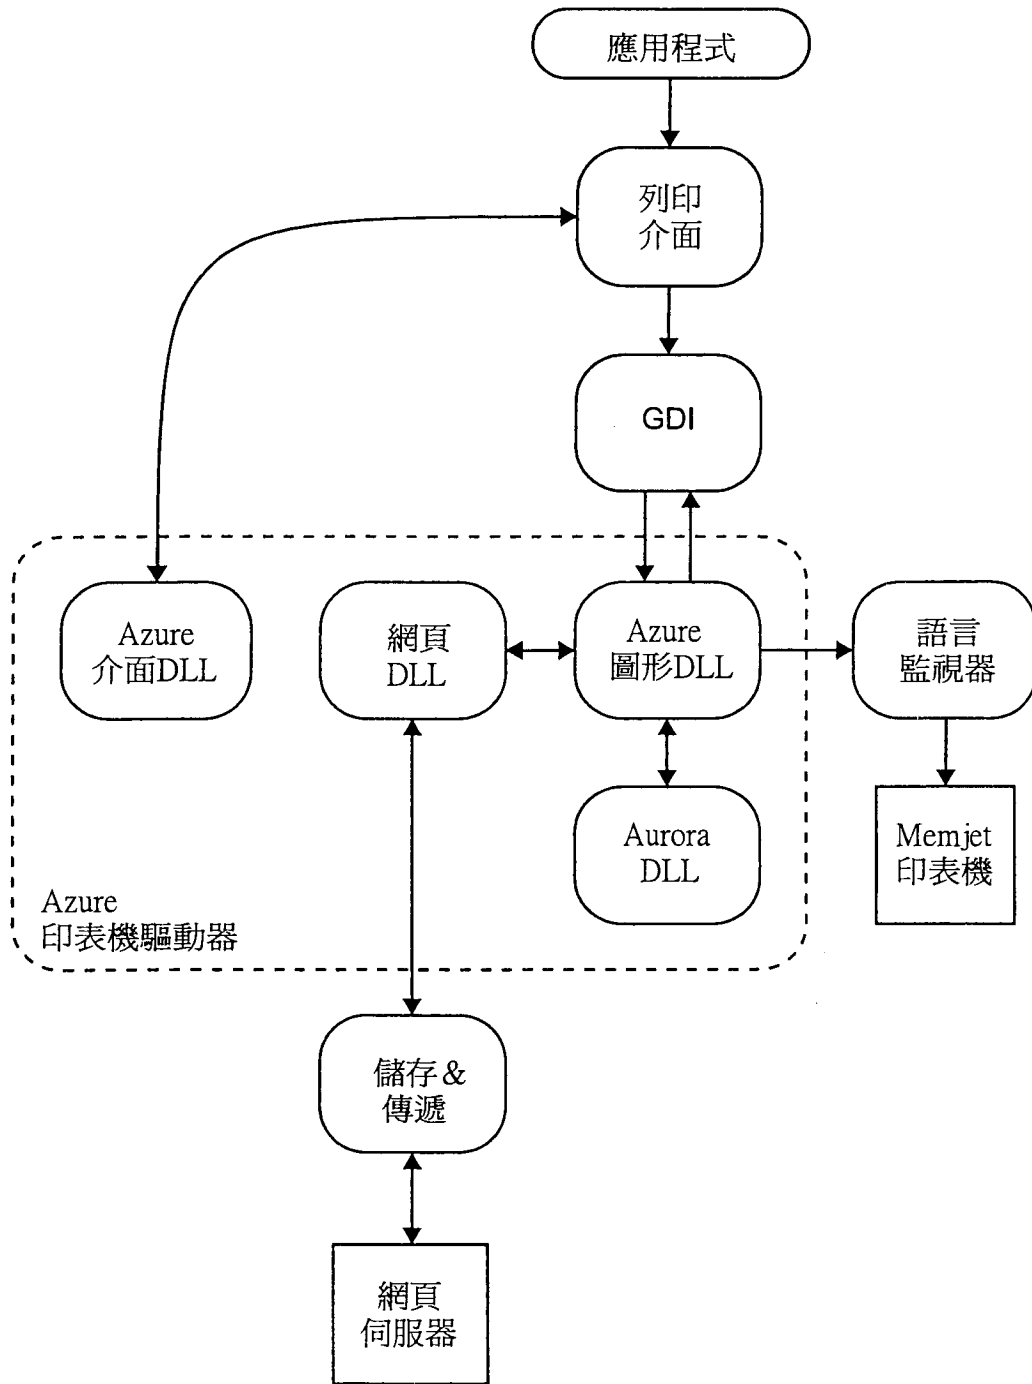 應用程式
列印
介面
GDI
Azure
介面DLL
網頁
DLL
Azure
圖形DLL
語言
監視器
Aurora
DLL
Memjet
印表機
Azure
印表機驅動器
儲存&
傳遞
網頁
伺服器